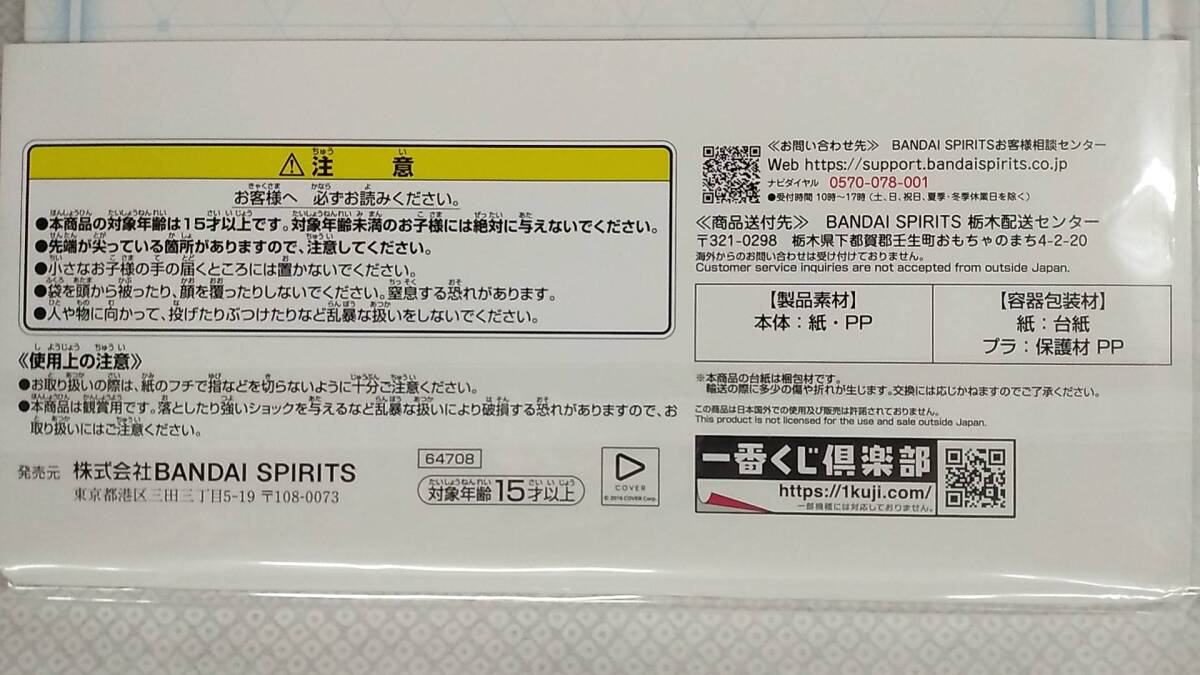 ⚠注意
お客様へ 必ずお読みください。
●本商品の対象年齢は15才以上です。対象年齢未満のお子様には絶対に与えないでください。
●先端が尖っている箇所がありますので、注意してください。
●小さなお子様の手の届くところには置かないでください。
●袋を頭から被ったり、顔を覆ったりしないでください。窒息する恐れがあります。
●人や物に向かって、投げたりぶつけたりなど乱暴な扱いをしないでください。
《使用上の注意》
●お取り扱いの際は、紙のフチで指などを切らないように十分ご注意ください。
●本商品は観賞用です。落としたり強いショックを与えるなど乱暴な扱いにより破損する恐れがありますので、お
取り扱いにはご注意ください。
発売元 株式会社BANDAI SPIRITS
東京都港区三田三丁目5-19 〒108-0073
64708
対象年齢15才以上
COVER
© 2016 COVER Corp.
≪お問い合わせ先≫ BANDAI SPIRITSお客様相談センター
Web https://support.bandaispirits.co.jp
ナビダイヤル 0570-078-001
●受付時間 10時～17時(土、日、祝日、夏季・冬季休業日を除く)
≪商品送付先≫ BANDAI SPIRITS 栃木配送センター
〒321-0298 栃木県下都賀郡壬生町おもちゃのまち4-2-20
海外からのお問い合わせは受け付けておりません。
Customer service inquiries are not accepted from outside Japan.
【製品素材】
本体：紙・PP
【容器包装材】
紙：台紙
プラ：保護材 PP
※本商品の台紙は梱包材です。
輸送の際に多少の傷や折れが生じます。交換には応じかねますのでご了承ください。
この商品は日本国外での使用及び販売は許諾されておりません。
This product is not licensed for the use and sale outside Japan.
一番くじ倶楽部
https://1kuji.com/
一部機種には対応しておりません。